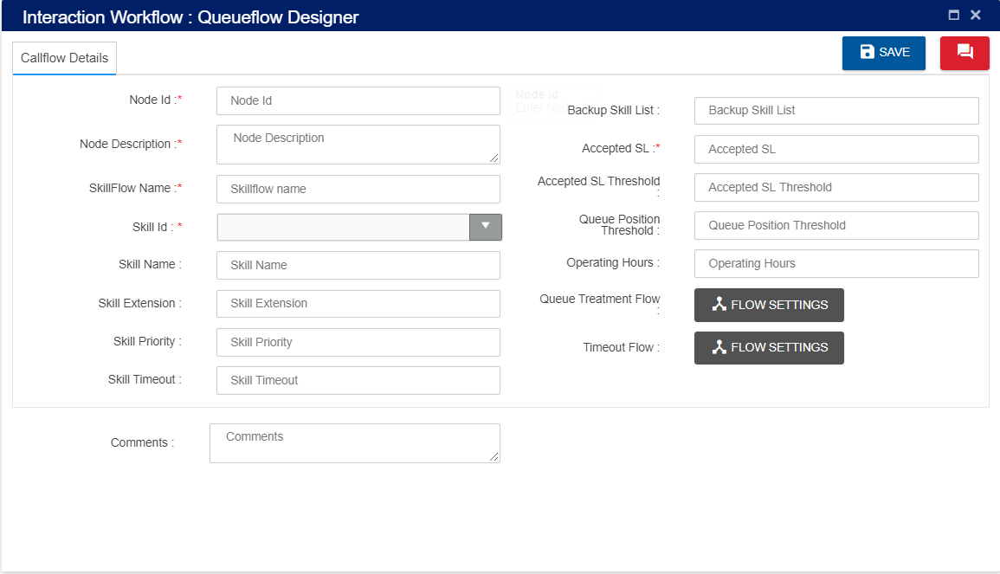 Interaction Workflow : Queueflow Designer
Callflow Details
SAVE
Node Id :*
Node Id
Node Description :*
Node Description
SkillFlow Name :*
Skillflow name
Skill Id : *
Skill Name :
Skill Name
Skill Extension :
Skill Extension
Skill Priority :
Skill Priority
Skill Timeout :
Skill Timeout
Node Id
Enter
Backup Skill List :
Backup Skill List
Accepted SL :*
Accepted SL
Accepted SL Threshold
:
Accepted SL Threshold
Queue Position
Threshold :
Queue Position Threshold
Operating Hours :
Operating Hours
Queue Treatment Flow
:
FLOW SETTINGS
Timeout Flow :
FLOW SETTINGS
Comments :
Comments